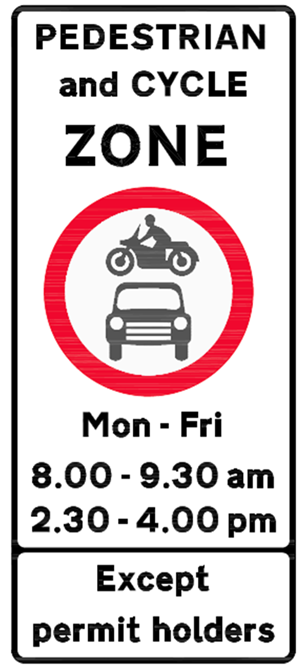 PEDESTRIAN
and CYCLE
ZONE
Mon - Fri
8.00 - 9.30 am
2.30 - 4.00 pm
Except
permit holders